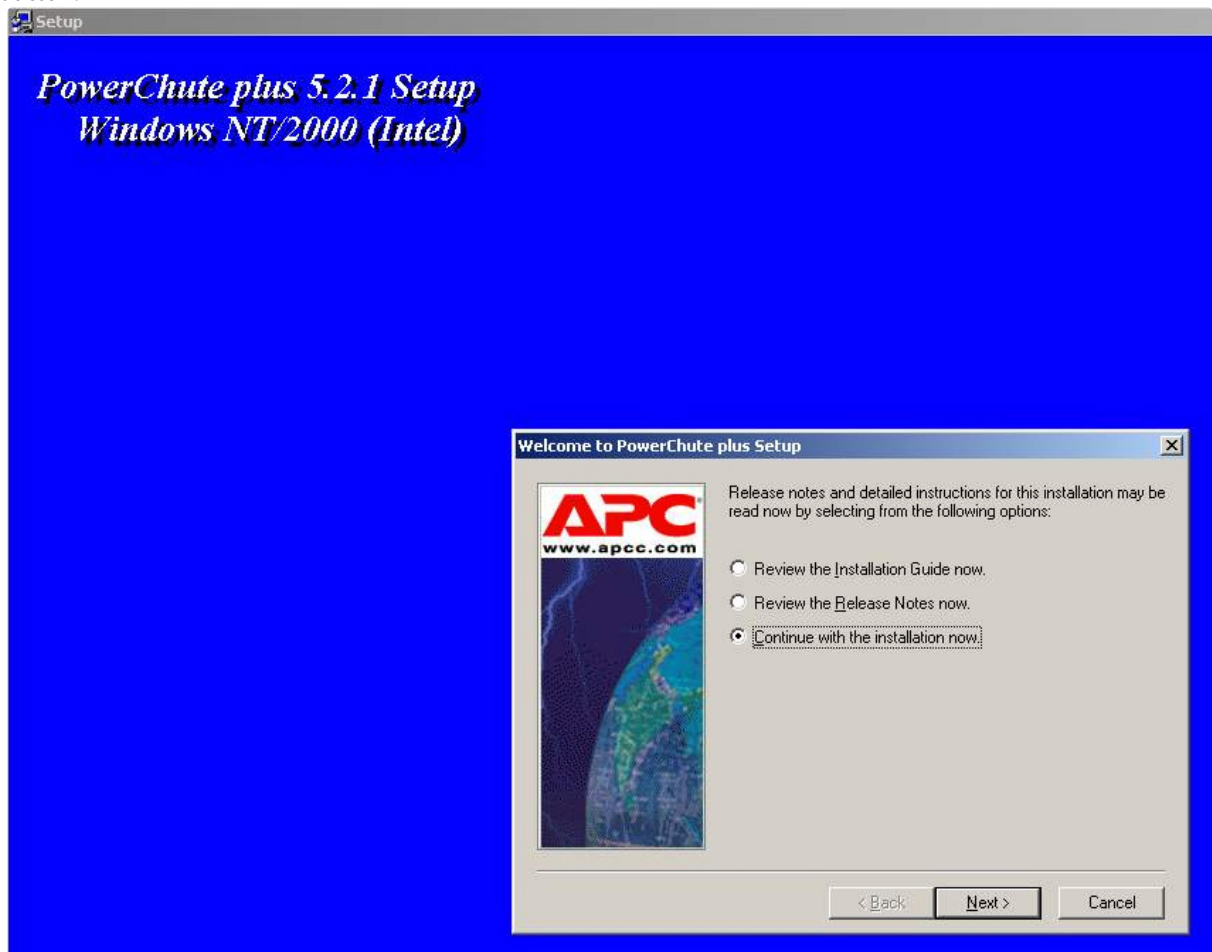 Setup
PowerChute plus 5.2.1 Setup
Windows NT/2000 (Intel)
Welcome to PowerChute plus Setup
APC
www.apcc.com
Release notes and detailed instructions for this installation may be
read now by selecting from the following options:
Review the Installation Guide now.
Review the Release Notes now.
Continue with the installation now.
< Back
Next >
Cancel